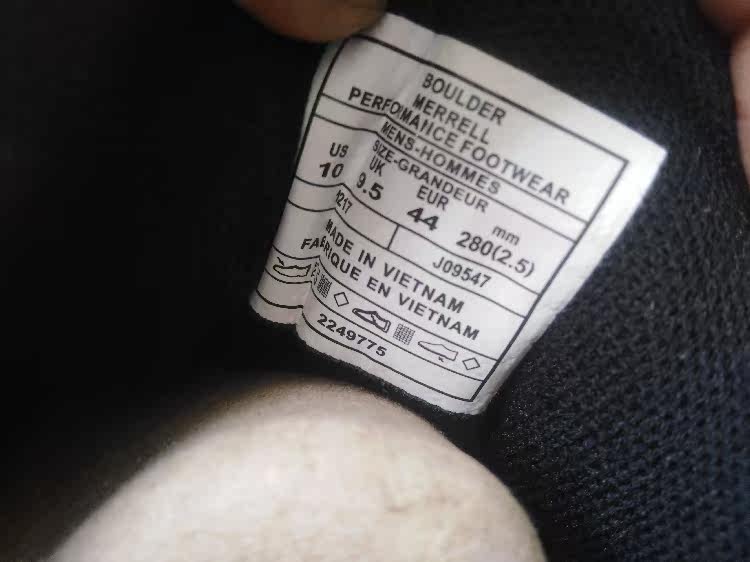 BOULDER
MERRELL
PERFORMANCE FOOTWEAR
MENS-HOMMES
SIZE-GRANDEUR
US UK EUR mm
10 9.5 44 280(2.5)
J09547
MADE IN VIETNAM
FABRIQUE EN VIETNAM
2249775